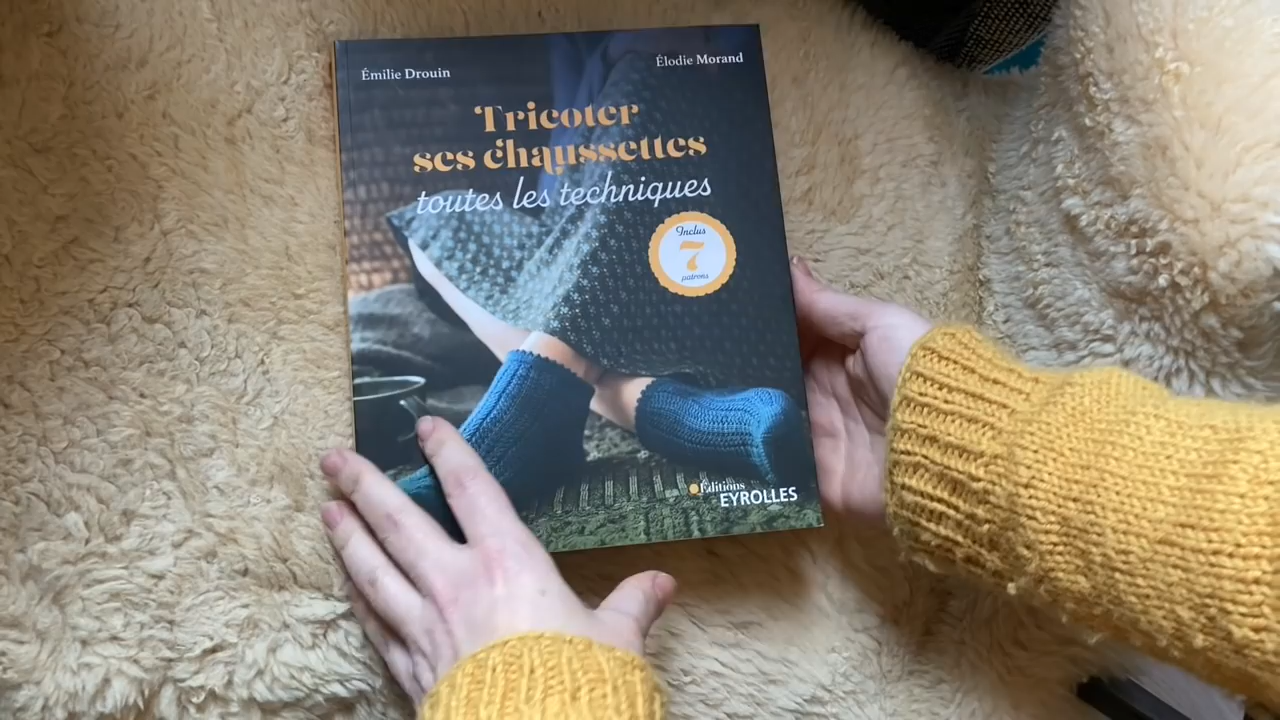 Émilie Drouin
Élodie Morand
Tricoter
ses chaussettes
toutes les techniques
Inclus
7
patrons
Éditions
EYROLLES